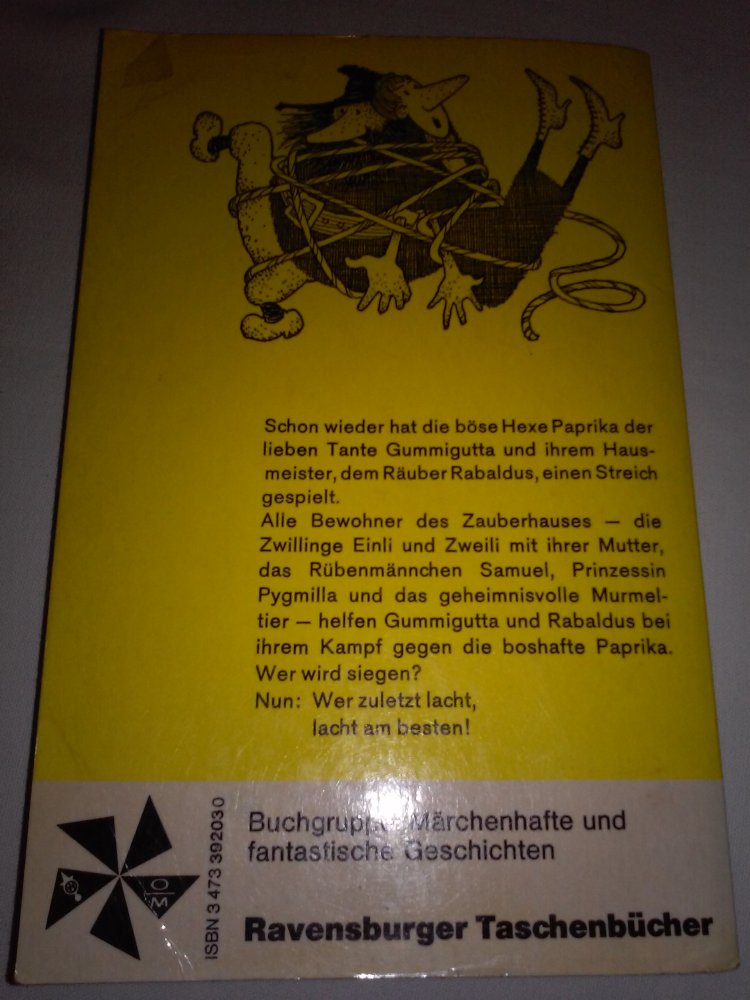 Schon wieder hat die böse Hexe Paprika der
lieben Tante Gummigutta und ihrem Haus-
meister, dem Räuber Rabaldus, einen Streich
gespielt.
Alle Bewohner des Zauberhauses – die
Zwillinge Einli und Zweili mit ihrer Mutter,
das Rübenmännchen Samuel, Prinzessin
Pygmilla und das geheimnisvolle Murmel-
tier – helfen Gummigutta und Rabaldus bei
ihrem Kampf gegen die boshafte Paprika.
Wer wird siegen?
Nun: Wer zuletzt lacht,
lacht am besten!
ISBN 3 473 39203 0
Buchgruppe Märchenhafte und
fantastische Geschichten
Ravensburger Taschenbücher